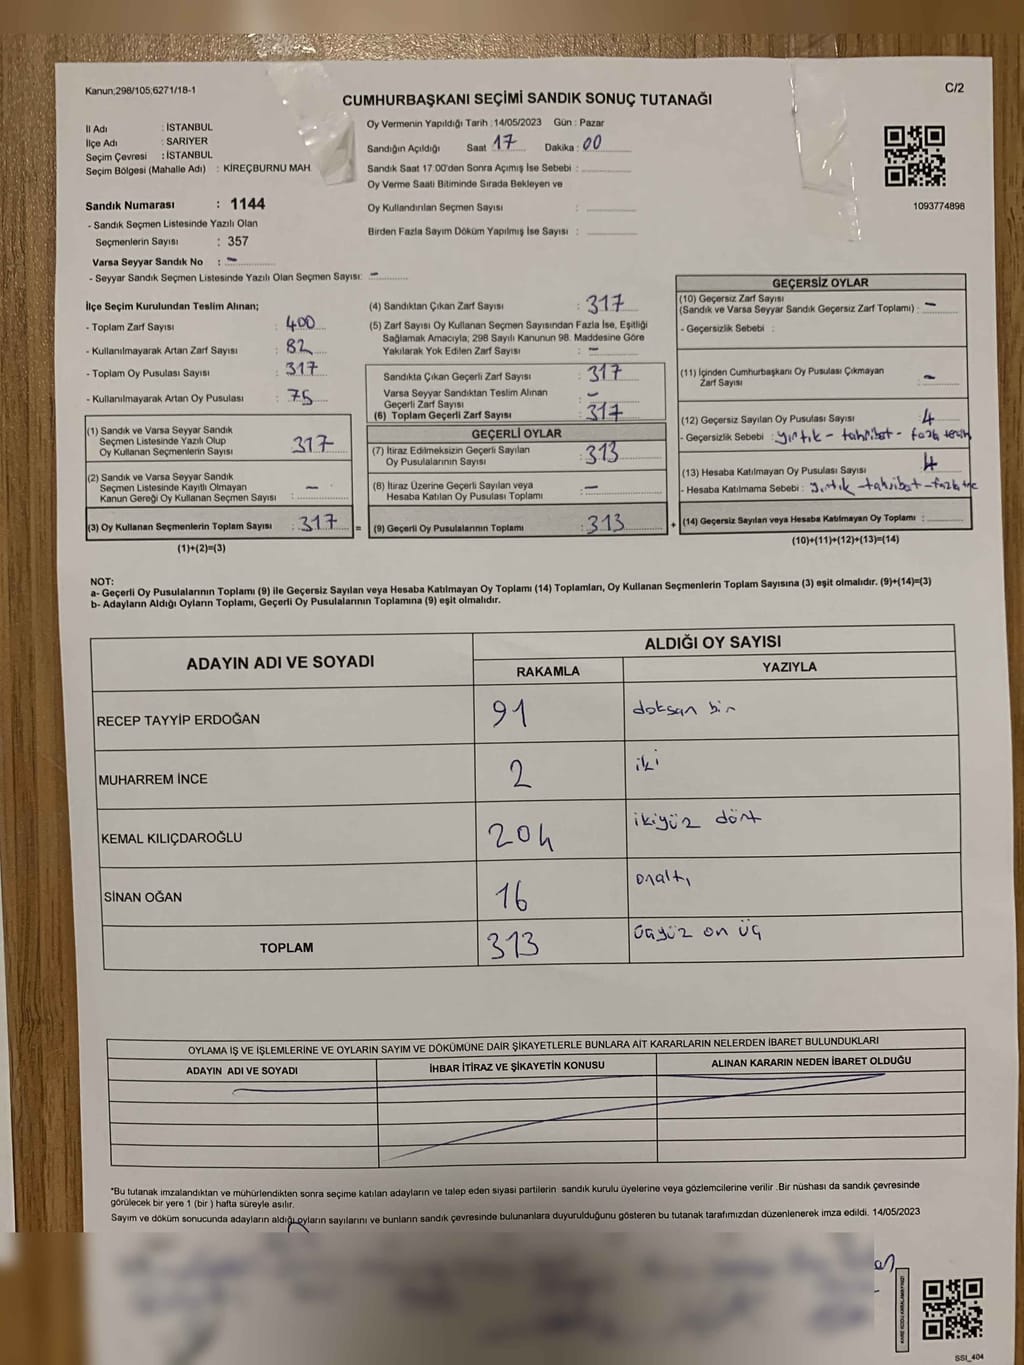 Kanun;298/105;6271/18-1
C/2
CUMHURBAŞKANI SEÇİMİ SANDIK SONUÇ TUTANAĞI
İl Adı : İSTANBUL
İlçe Adı : SARIYER
Seçim Çevresi : İSTANBUL
Seçim Bölgesi (Mahalle Adı) : KİREÇBURNU MAH.
Sandık Numarası : 1144
- Sandık Seçmen Listesinde Yazılı Olan
Seçmenlerin Sayısı : 357
Varsa Seyyar Sandık No : -
- Seyyar Sandık Seçmen Listesinde Yazılı Olan Seçmen Sayısı: -
Oy Vermenin Yapıldığı Tarih : 14/05/2023 Gün : Pazar
Sandığın Açıldığı Saat 17 Dakika : 00
Sandık Saat 17.00'den Sonra Açımış İse Sebebi :
Oy Verme Saati Bitiminde Sırada Bekleyen ve
Oy Kullandırılan Seçmen Sayısı :
Birden Fazla Sayım Döküm Yapılmış İse Sayısı :
1093774898
İlçe Seçim Kurulundan Teslim Alınan;
- Toplam Zarf Sayısı : 400
- Kullanılmayarak Artan Zarf Sayısı : 82
- Toplam Oy Pusulası Sayısı : 317
- Kullanılmayarak Artan Oy Pusulası : 75
(1) Sandık ve Varsa Seyyar Sandık
Seçmen Listesinde Yazılı Olup
Oy Kullanan Seçmenlerin Sayısı : 317
(2) Sandık ve Varsa Seyyar Sandık
Seçmen Listesinde Kayıtlı Olmayan
Kanun Gereği Oy Kullanan Seçmen Sayısı : -
(3) Oy Kullanan Seçmenlerin Toplam Sayısı : 317 =
(1)+(2)=(3)
(4) Sandıktan Çıkan Zarf Sayısı : 317
(5) Zarf Sayısı Oy Kullanan Seçmen Sayısından Fazla İse, Eşitliği
Sağlamak Amacıyla; 298 Sayılı Kanunun 98. Maddesine Göre
Yakılarak Yok Edilen Zarf Sayısı : -
Sandıkta Çıkan Geçerli Zarf Sayısı : 317
Varsa Seyyar Sandıktan Teslim Alınan
Geçerli Zarf Sayısı : -
(6) Toplam Geçerli Zarf Sayısı : 317
GEÇERLİ OYLAR
(7) İtiraz Edilmeksizin Geçerli Sayılan
Oy Pusulalarının Sayısı : 313
(8) İtiraz Üzerine Geçerli Sayılan veya
Hesaba Katılan Oy Pusulası Toplamı : -
(9) Geçerli Oy Pusulalarının Toplamı : 313 +
GEÇERSİZ OYLAR
(10) Geçersiz Zarf Sayısı
(Sandık ve Varsa Seyyar Sandık Geçersiz Zarf Toplamı) : -
- Geçersizlik Sebebi :
(11) İçinden Cumhurbaşkanı Oy Pusulası Çıkmayan
Zarf Sayısı : -
(12) Geçersiz Sayılan Oy Pusulası Sayısı : 4
- Geçersizlik Sebebi : yırtık - tahribat - fazla
(13) Hesaba Katılmayan Oy Pusulası Sayısı : 4
- Hesaba Katılmama Sebebi : yırtık - tahribat - fazla
(14) Geçersiz Sayılan veya Hesaba Katılmayan Oy Toplamı :
(10)+(11)+(12)+(13)=(14)
NOT:
a- Geçerli Oy Pusulalarının Toplamı (9) ile Geçersiz Sayılan veya Hesaba Katılmayan Oy Toplamı (14) Toplamları, Oy Kullanan Seçmenlerin Toplam Sayısına (3) eşit olmalıdır. (9)+(14)=(3)
b- Adayların Aldığı Oyların Toplamı, Geçerli Oy Pusulalarının Toplamına (9) eşit olmalıdır.
ADAYIN ADI VE SOYADI
ALDIĞI OY SAYISI
RAKAMLA YAZIYLA
RECEP TAYYİP ERDOĞAN 91 doksan bir
MUHARREM İNCE 2 iki
KEMAL KILIÇDAROĞLU 204 ikiyüz dört
SİNAN OĞAN 16 onaltı
TOPLAM 313 üçyüz on üç
OYLAMA İŞ VE İŞLEMLERİNE VE OYLARIN SAYIM VE DÖKÜMÜNE DAİR ŞİKAYETLERLE BUNLARA AİT KARARLARIN NELERDEN İBARET BULUNDUKLARI
ADAYIN ADI VE SOYADI İHBAR İTİRAZ VE ŞİKAYETİN KONUSU ALINAN KARARIN NEDEN İBARET OLDUĞU
*Bu tutanak imzalandıktan ve mühürlendikten sonra seçime katılan adayların ve talep eden siyasi partilerin sandık kurulu üyelerine veya gözlemcilerine verilir .Bir nüshası da sandık çevresinde
görülecek bir yere 1 (bir ) hafta süreyle asılır.
Sayım ve döküm sonucunda adayların aldığı oyların sayılarını ve bunların sandık çevresinde bulunanlara duyurulduğunu gösteren bu tutanak tarafımızdan düzenlenerek imza edildi. 14/05/2023
SSI_404